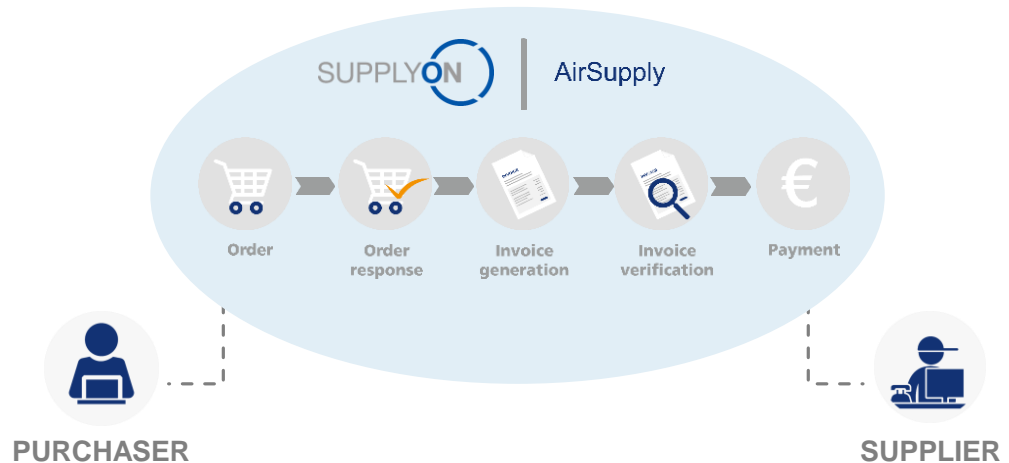 SUPPLYON
AirSupply
€
Order
Order
response
Invoice
generation
Invoice
verification
Payment
PURCHASER
SUPPLIER